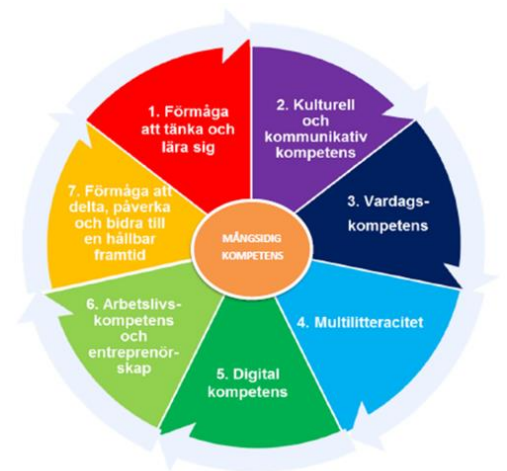 1. Förmåga
att tänka och
lära sig
2. Kulturell
och
kommunikativ
kompetens
3. Vardags-
kompetens
4. Multilitteracitet
5. Digital
kompetens
6. Arbetslivs-
kompetens
och
entreprenör-
skap
7. Förmåga att
delta, påverka
och bidra till
en hållbar
framtid
MÅNGSIDIG
KOMPETENS